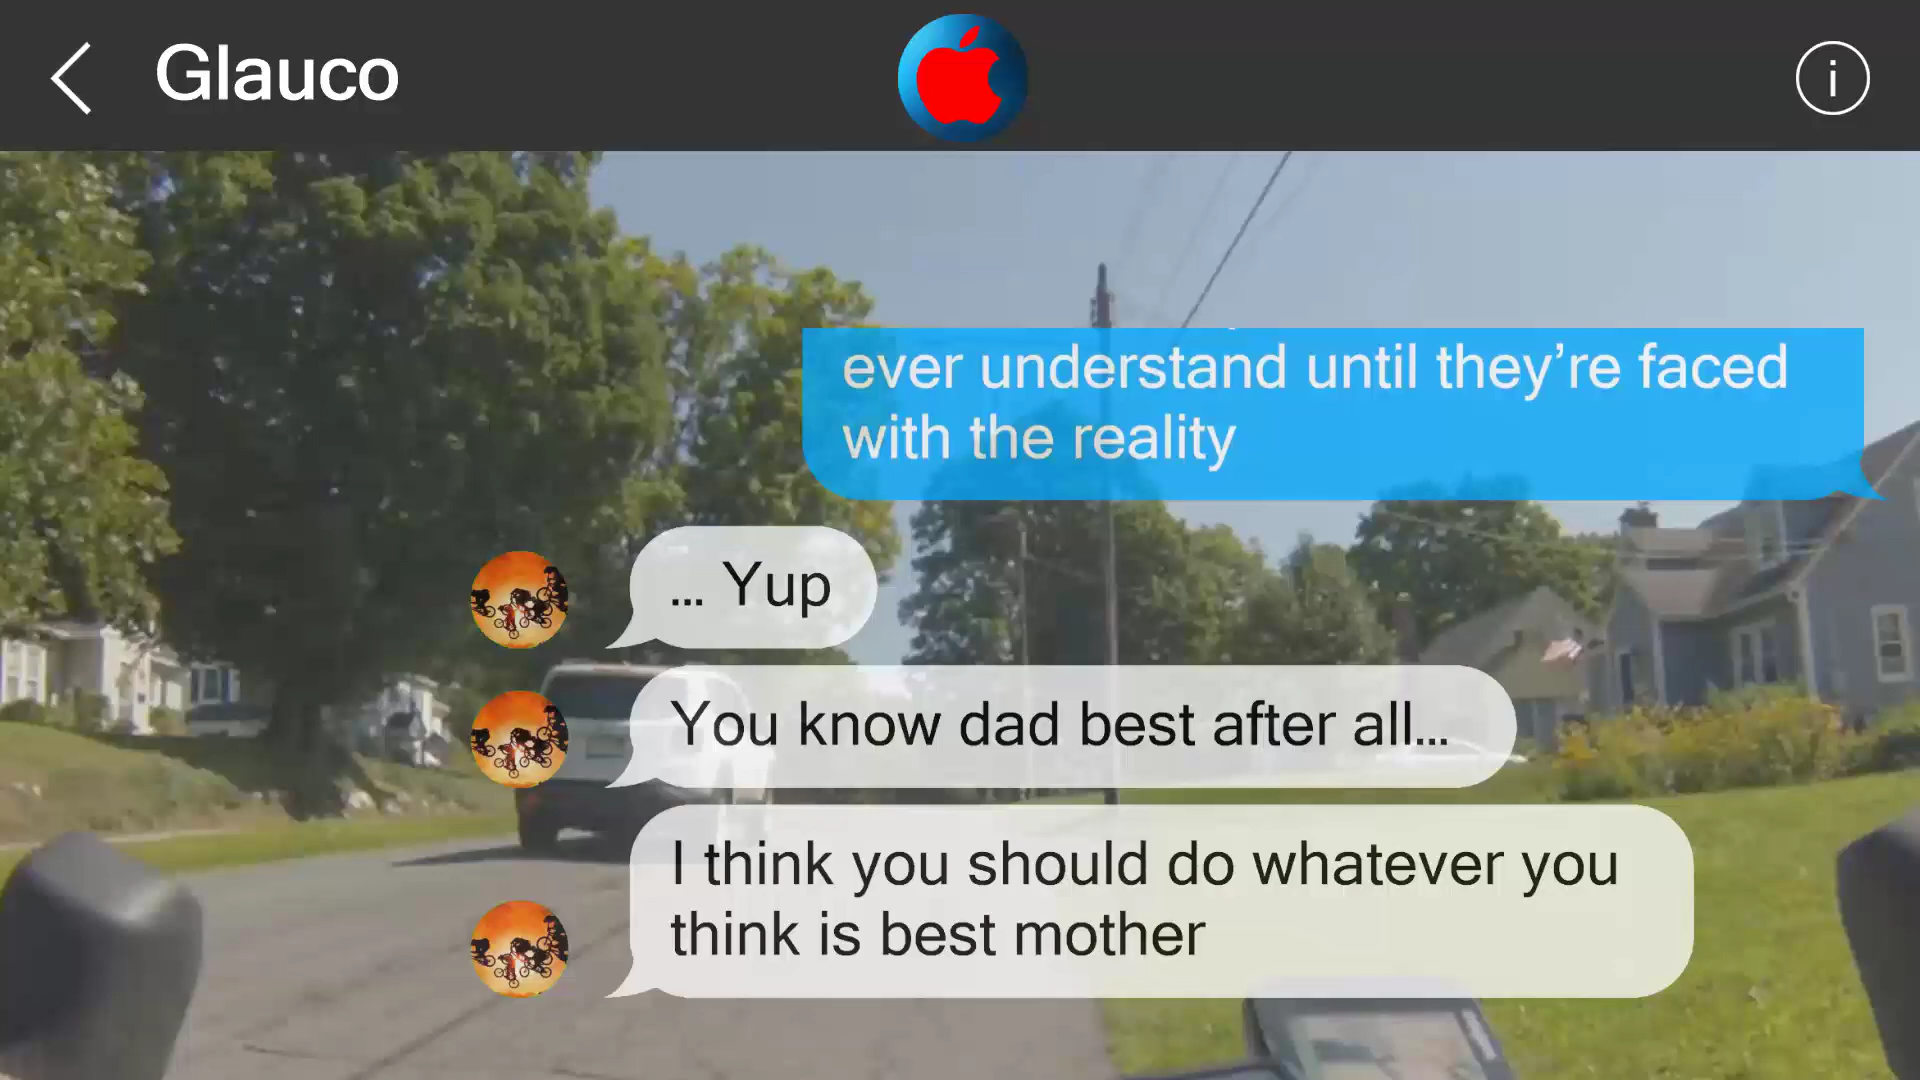 Glauco
i
ever understand until they’re faced
with the reality
... Yup
You know dad best after all...
I think you should do whatever you
think is best mother